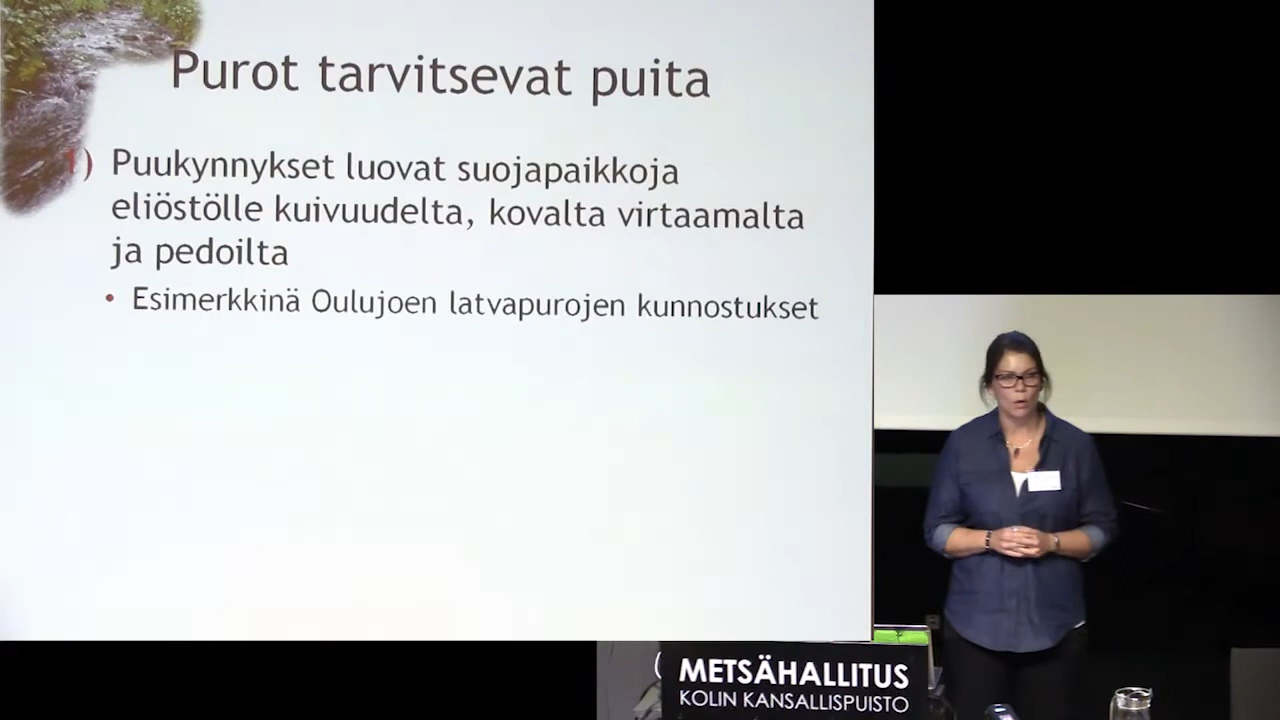 Purot tarvitsevat puita
1) Puukynnykset luovat suojapaikkoja
eliöstölle kuivuudelta, kovalta virtaamalta
ja pedoilta
• Esimerkkinä Oulujoen latvapurojen kunnostukset
METSÄHALLITUS
KOLIN KANSALLISPUISTO